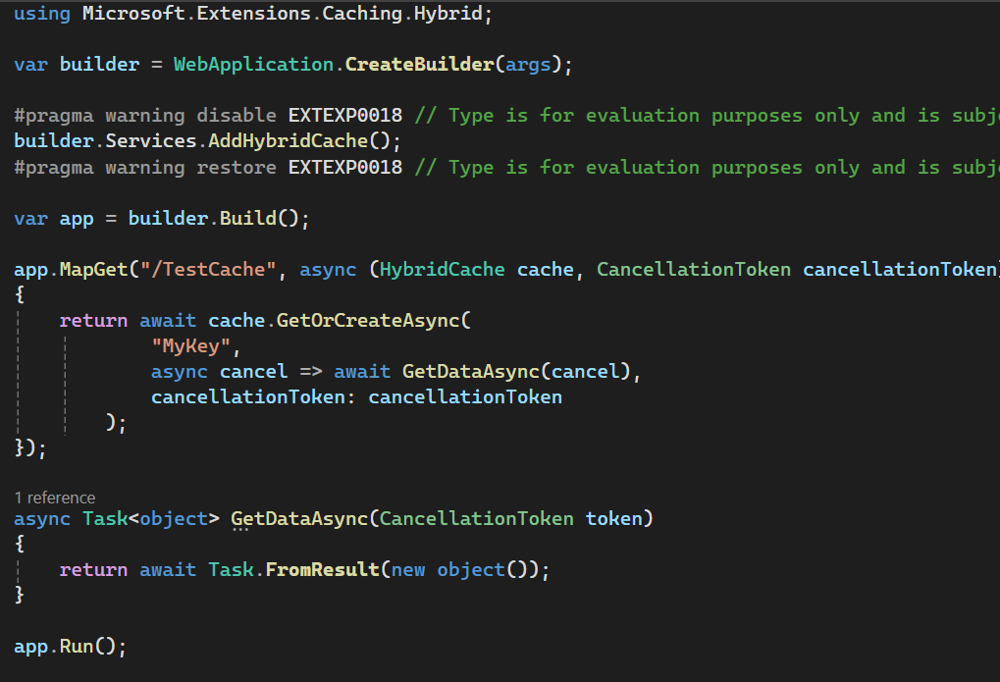 using Microsoft.Extensions.Caching.Hybrid;
var builder = WebApplication.CreateBuilder(args);
#pragma warning disable EXTEXP0018 // Type is for evaluation purposes only and is subj
builder.Services.AddHybridCache();
#pragma warning restore EXTEXP0018 // Type is for evaluation purposes only and is subj
var app = builder.Build();
app.MapGet("/TestCache", async (HybridCache cache, CancellationToken cancellationToken)
{
    return await cache.GetOrCreateAsync(
            "MyKey",
            async cancel => await GetDataAsync(cancel),
            cancellationToken: cancellationToken
        );
});
1 reference
async Task<object> GetDataAsync(CancellationToken token)
{
    return await Task.FromResult(new object());
}
app.Run();